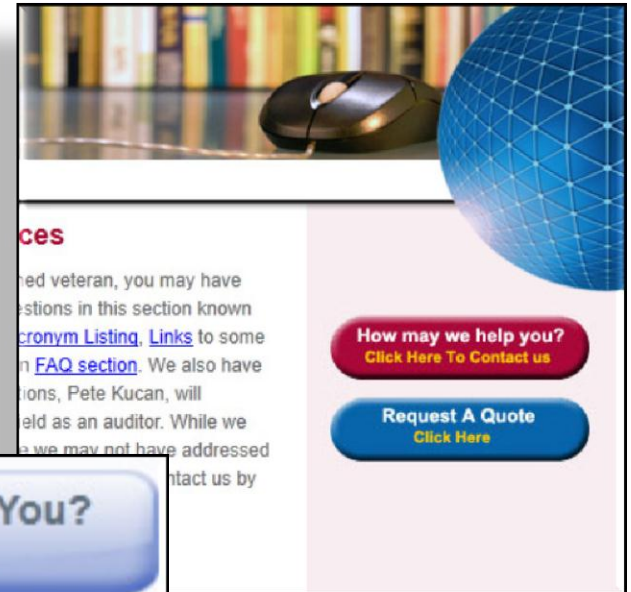 ces
ned veteran, you may have
estions in this section known
cronym Listing, Links to some
n FAQ section. We also have
tions, Pete Kucan, will
ield as an auditor. While we
e we may not have addressed
ntact us by
How may we help you?
Click Here To Contact us
Request A Quote
Click Here
You?